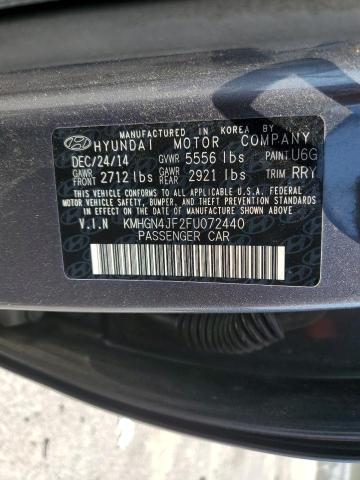 MANUFACTURED IN KOREA BY
HYUNDAI MOTOR COMPANY
DEC/24/14 GVWR 5556 lbs PAINT U6G
GAWR FRONT 2712 lbs GAWR REAR 2921 lbs TRIM RRY
THIS VEHICLE CONFORMS TO ALL APPLICABLE U.S.A. FEDERAL
MOTOR VEHICLE SAFETY, BUMPER, AND THEFT PREVENTION
STANDARDS IN EFFECT ON THE DATE OF MANUFACTURE SHOWN ABOVE.
V.I.N KMHGN4JF2FU072440
PASSENGER CAR